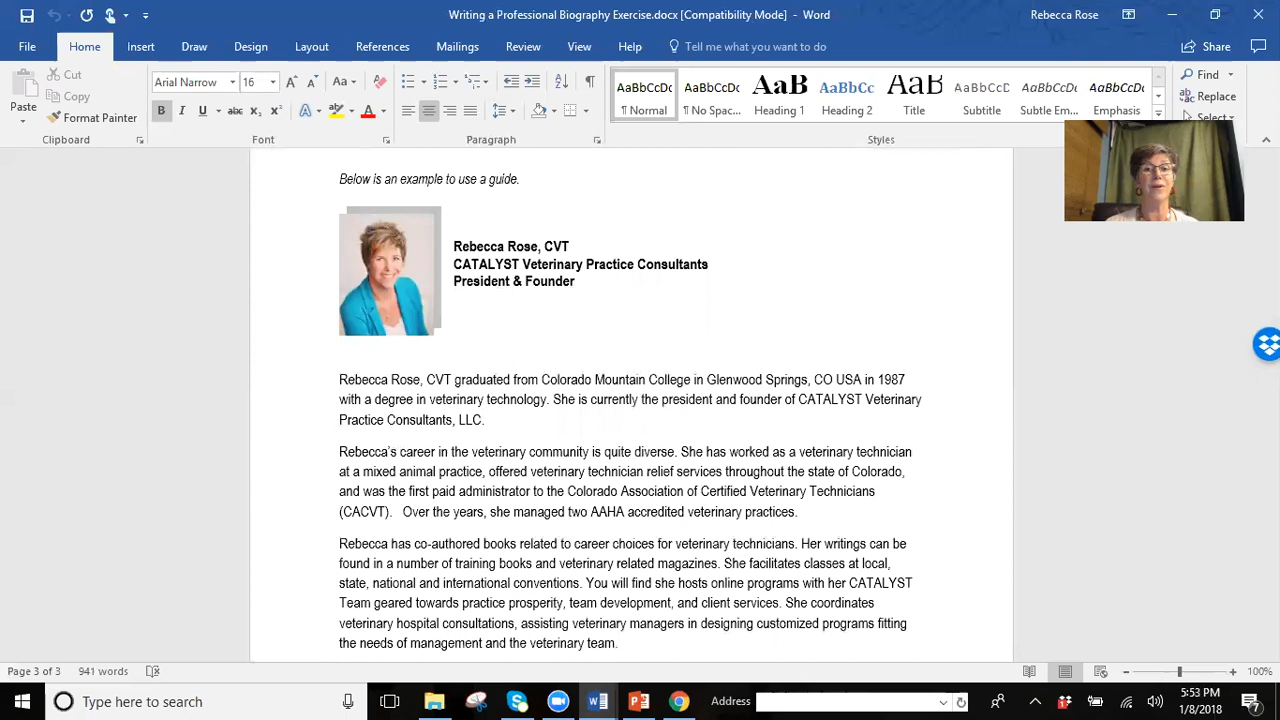 Writing a Professional Biography Exercise.docx [Compatibility Mode] - Word
Rebecca Rose
File Home Insert Draw Design Layout References Mailings Review View Help Tell me what you want to do Share
Cut
Copy
Paste
Format Painter
Clipboard
Arial Narrow 16
Font
Paragraph
AaBbCcDc AaBbCcDc AaB AaBbCc AaB AaBbCcD AaBbCcDc AaBbCcDc
¶ Normal ¶ No Spac... Heading 1 Heading 2 Title Subtitle Subtle Em... Emphasis
Styles
Find
Replace
Select
Below is an example to use a guide.
Rebecca Rose, CVT
CATALYST Veterinary Practice Consultants
President & Founder
Rebecca Rose, CVT graduated from Colorado Mountain College in Glenwood Springs, CO USA in 1987
with a degree in veterinary technology. She is currently the president and founder of CATALYST Veterinary
Practice Consultants, LLC.
Rebecca's career in the veterinary community is quite diverse. She has worked as a veterinary technician
at a mixed animal practice, offered veterinary technician relief services throughout the state of Colorado,
and was the first paid administrator to the Colorado Association of Certified Veterinary Technicians
(CACVT). Over the years, she managed two AAHA accredited veterinary practices.
Rebecca has co-authored books related to career choices for veterinary technicians. Her writings can be
found in a number of training books and veterinary related magazines. She facilitates classes at local,
state, national and international conventions. You will find she hosts online programs with her CATALYST
Team geared towards practice prosperity, team development, and client services. She coordinates
veterinary hospital consultations, assisting veterinary managers in designing customized programs fitting
the needs of management and the veterinary team.
Page 3 of 3 941 words 100%
Type here to search
Address
5:53 PM
1/8/2018